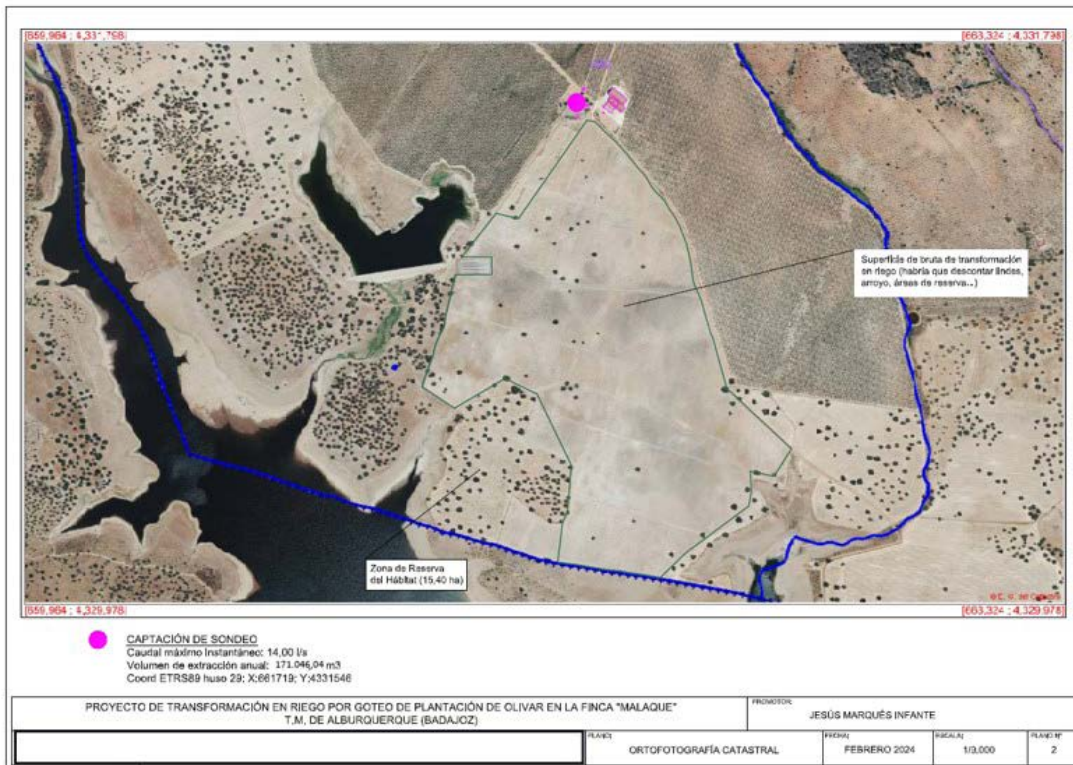 [659,984 ; 4,331,798]
[663,324 ; 4,331,798]
Superficie de bruta de transformación
en riego (habría que descontar lindes,
arroyo, áreas de reserva...)
Zona de Reserva
del Hábitat (15,40 ha)
[659,984 ; 4,329,978]
[663,324 ; 4,329,978]
CAPTACIÓN DE SONDEO
Caudal máximo Instantáneo: 14,00 l/s
Volumen de extracción anual: 171.046,04 m3
Coord ETRS89 huso 29; X:661719; Y:4331546
PROYECTO DE TRANSFORMACIÓN EN RIEGO POR GOTEO DE PLANTACIÓN DE OLIVAR EN LA FINCA "MALAQUE"
T.M. DE ALBURQUERQUE (BADAJOZ)
PROMOTOR:
JESÚS MARQUÉS INFANTE
PLANO:
ORTOFOTOGRAFÍA CATASTRAL
FECHA:
FEBRERO 2024
ESCALA:
1/9.000
PLANO Nº
2